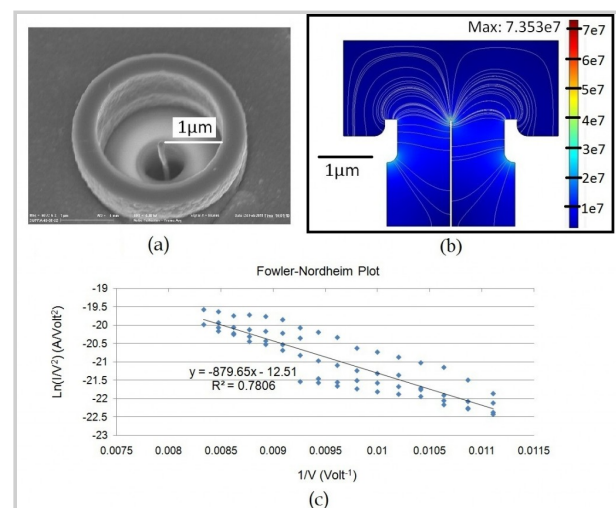 1μm
(a)
Max: 7.353e7
7e7
6e7
5e7
4e7
3e7
2e7
1e7
1μm
(b)
Fowler-Nordheim Plot
Ln(I/V²) (A/Volt²)
-19
-19.5
-20
-20.5
-21
-21.5
-22
-22.5
-23
y = -879.65x - 12.51
R² = 0.7806
0.0075 0.008 0.0085 0.009 0.0095 0.01 0.0105 0.011 0.0115
1/V (Volt⁻¹)
(c)